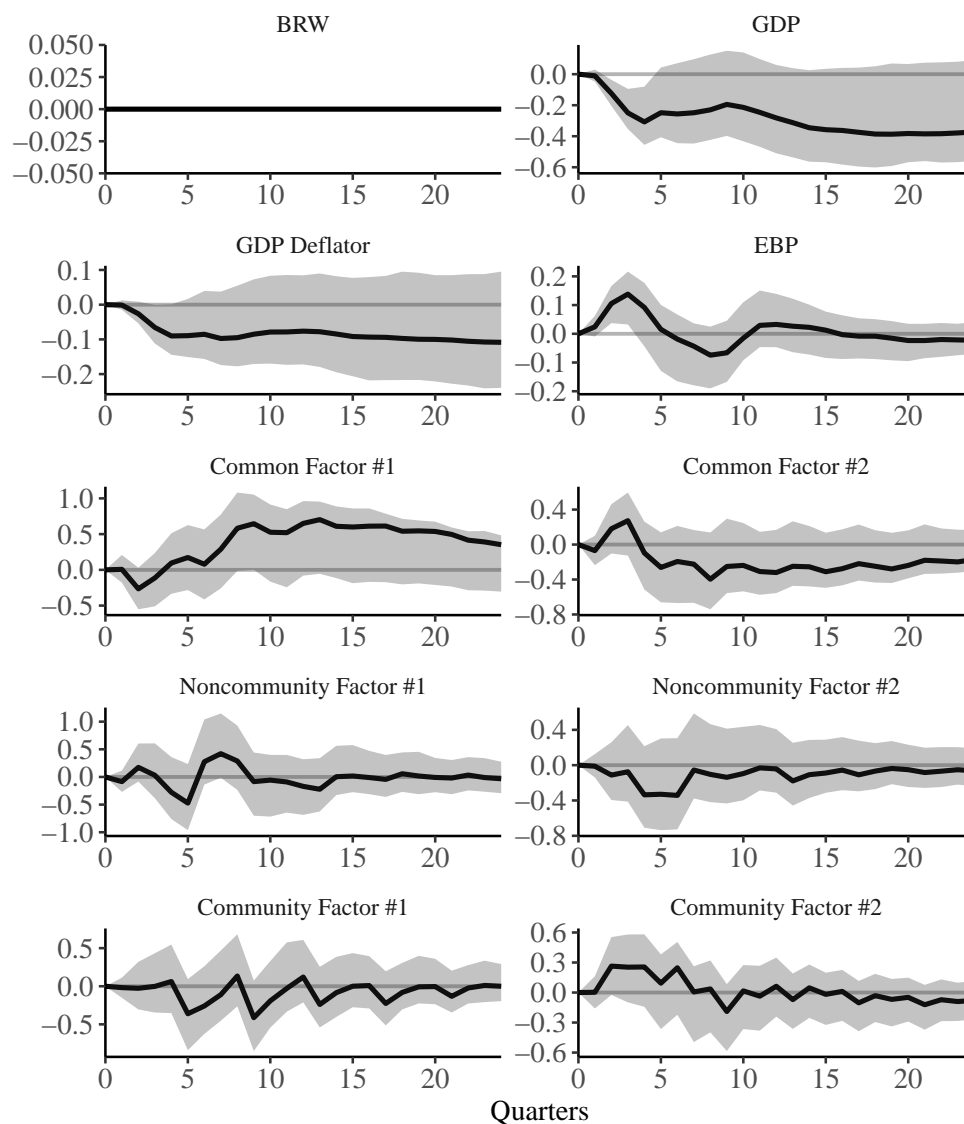 BRW
0.050
0.025
0.000
−0.025
−0.050
0 5 10 15 20
GDP
0.0
−0.2
−0.4
−0.6
0 5 10 15 20
GDP Deflator
0.1
0.0
−0.1
−0.2
0 5 10 15 20
EBP
0.2
0.1
0.0
−0.1
−0.2
0 5 10 15 20
Common Factor #1
1.0
0.5
0.0
−0.5
0 5 10 15 20
Common Factor #2
0.4
0.0
−0.4
−0.8
0 5 10 15 20
Noncommunity Factor #1
1.0
0.5
0.0
−0.5
−1.0
0 5 10 15 20
Noncommunity Factor #2
0.4
0.0
−0.4
−0.8
0 5 10 15 20
Community Factor #1
0.5
0.0
−0.5
0 5 10 15 20
Community Factor #2
0.6
0.3
0.0
−0.3
−0.6
0 5 10 15 20
Quarters